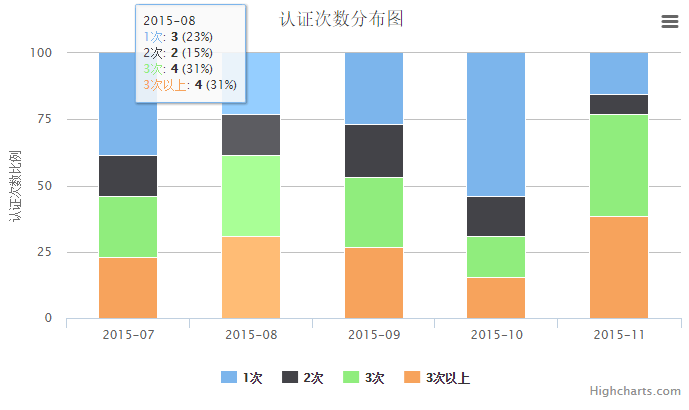 认证次数分布图
2015-08
1次: 3 (23%)
2次: 2 (15%)
3次: 4 (31%)
3次以上: 4 (31%)
认证次数比例
100
75
50
25
0
2015-07 2015-08 2015-09 2015-10 2015-11
1次 2次 3次 3次以上
Highcharts.com